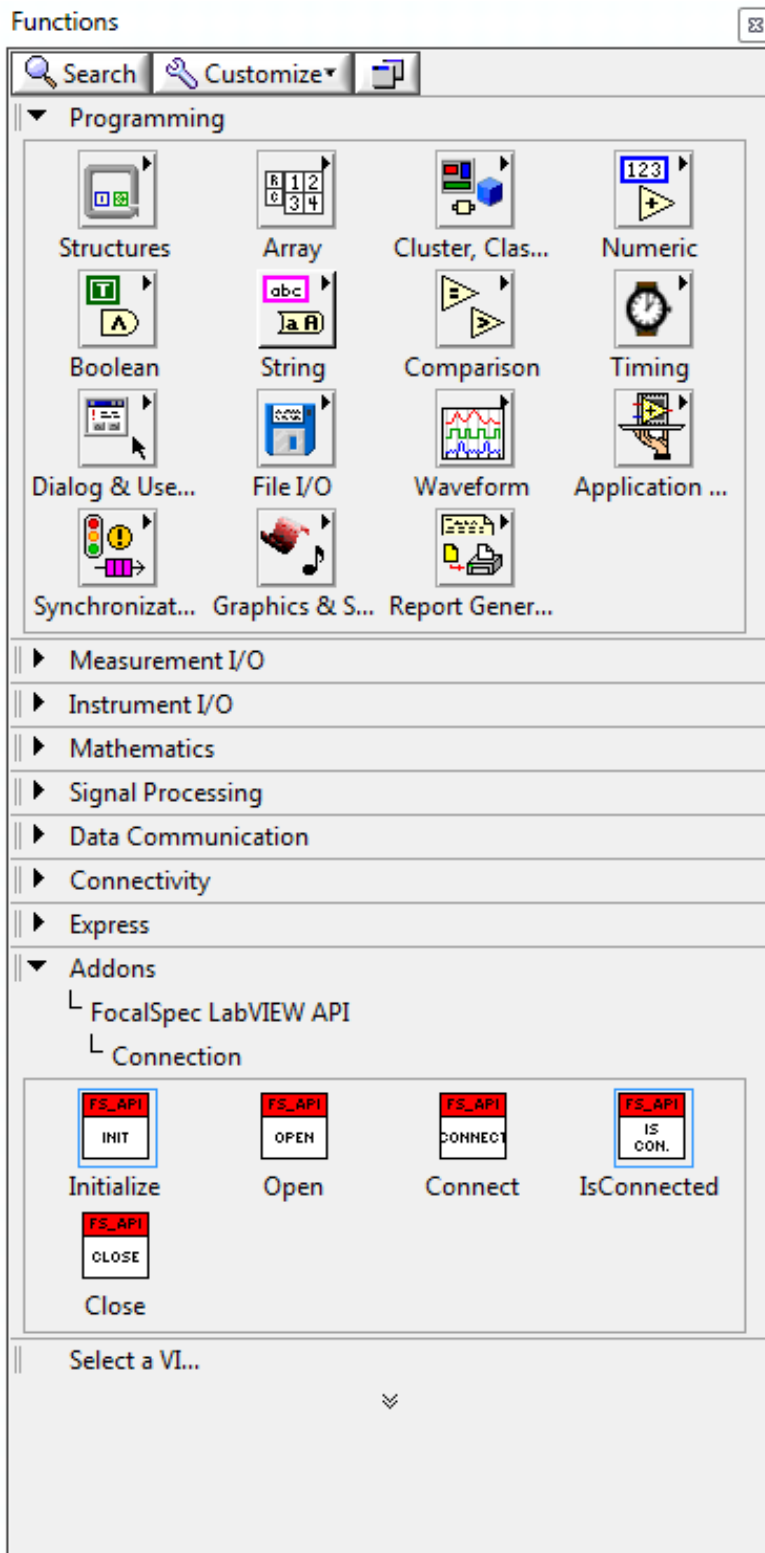 Functions
Search Customize
Programming
Structures Array Cluster, Clas... Numeric
Boolean String Comparison Timing
Dialog & Use... File I/O Waveform Application ...
Synchronizat... Graphics & S... Report Gener...
Measurement I/O
Instrument I/O
Mathematics
Signal Processing
Data Communication
Connectivity
Express
Addons
FocalSpec LabVIEW API
Connection
FS_API FS_API FS_API FS_API
INIT OPEN CONNECT IS CON.
Initialize Open Connect IsConnected
FS_API
CLOSE
Close
Select a VI...